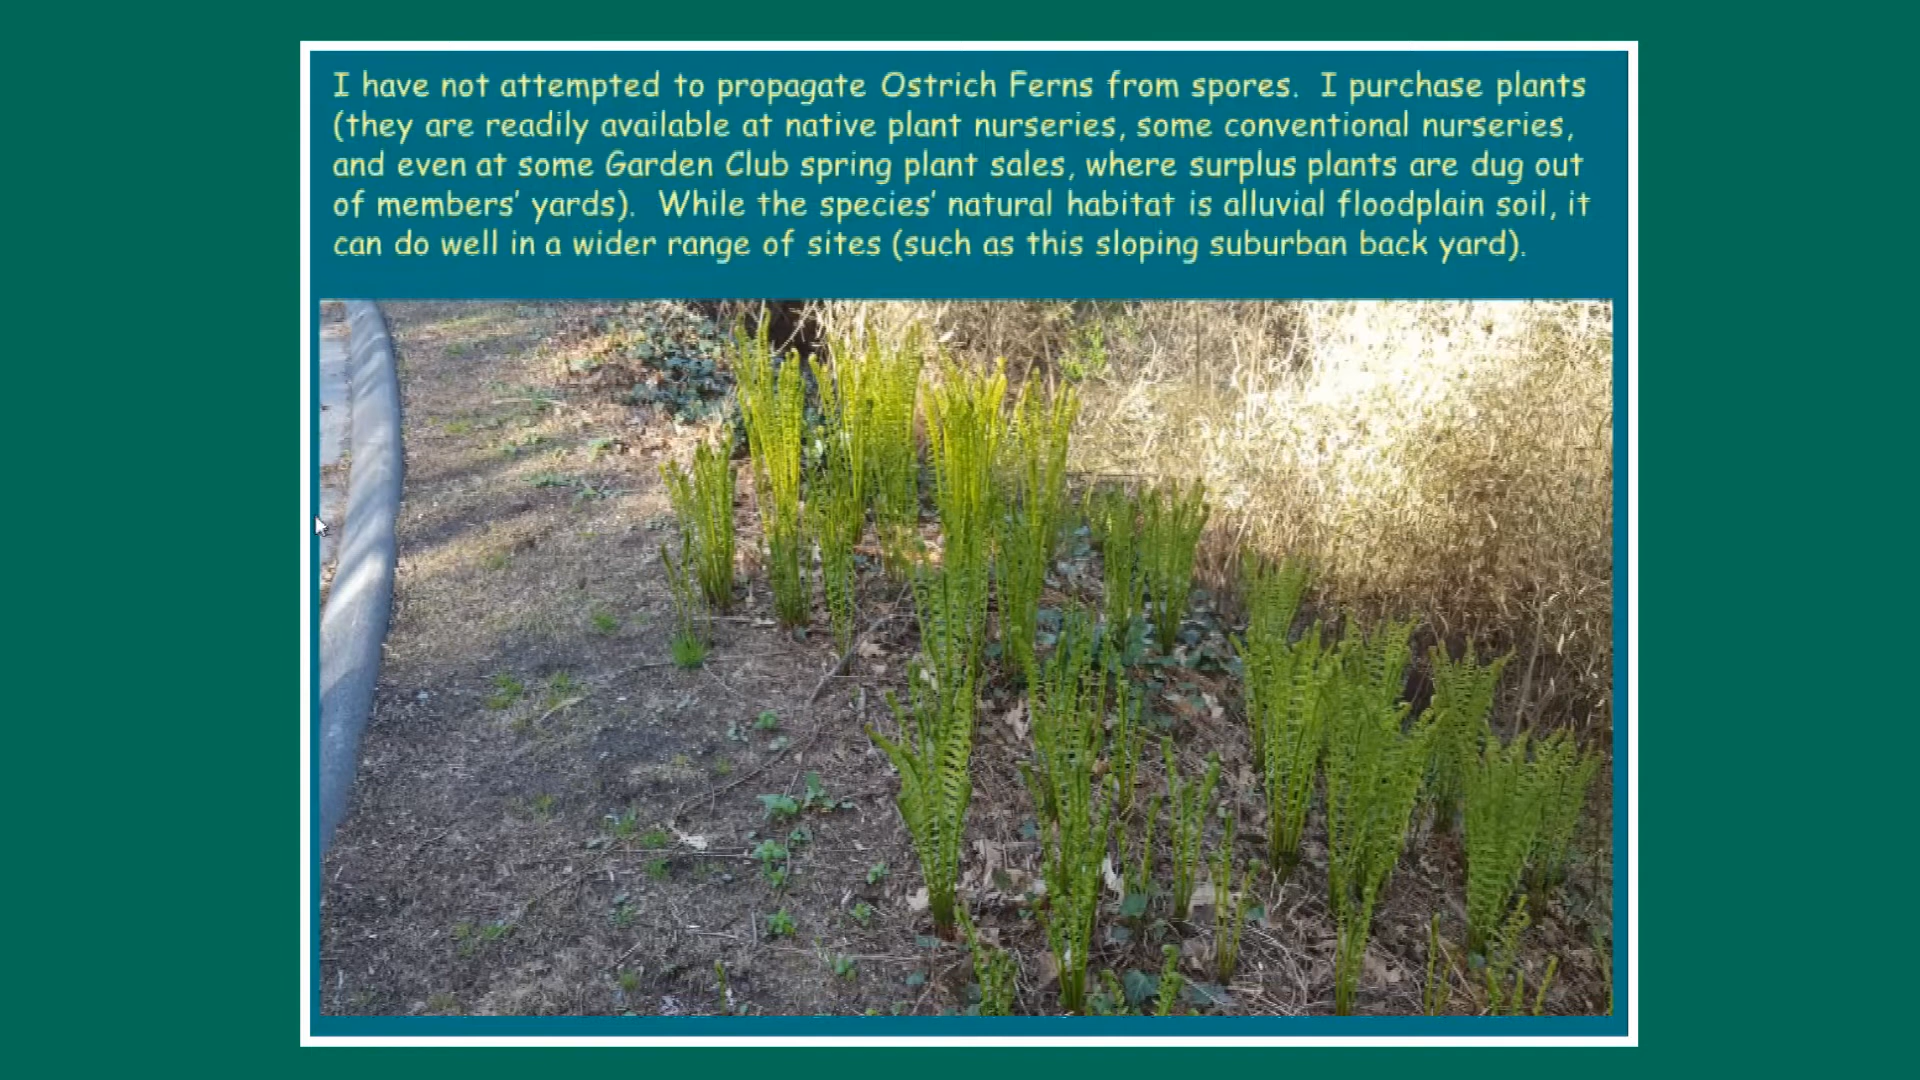 I have not attempted to propagate Ostrich Ferns from spores.  I purchase plants
(they are readily available at native plant nurseries, some conventional nurseries,
and even at some Garden Club spring plant sales, where surplus plants are dug out
of members' yards).  While the species' natural habitat is alluvial floodplain soil, it
can do well in a wider range of sites (such as this sloping suburban back yard).